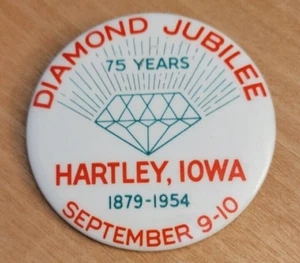 DIAMOND JUBILEE
75 YEARS
HARTLEY, IOWA
1879-1954
SEPTEMBER 9-10